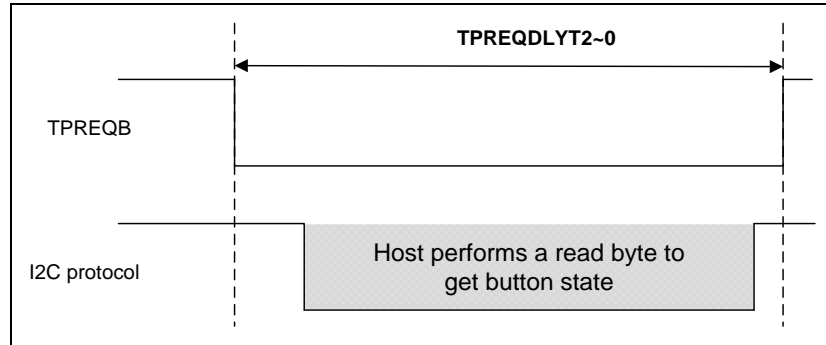 TPREQDLYT2~0
TPREQB
Host performs a read byte to
get button state
I2C protocol